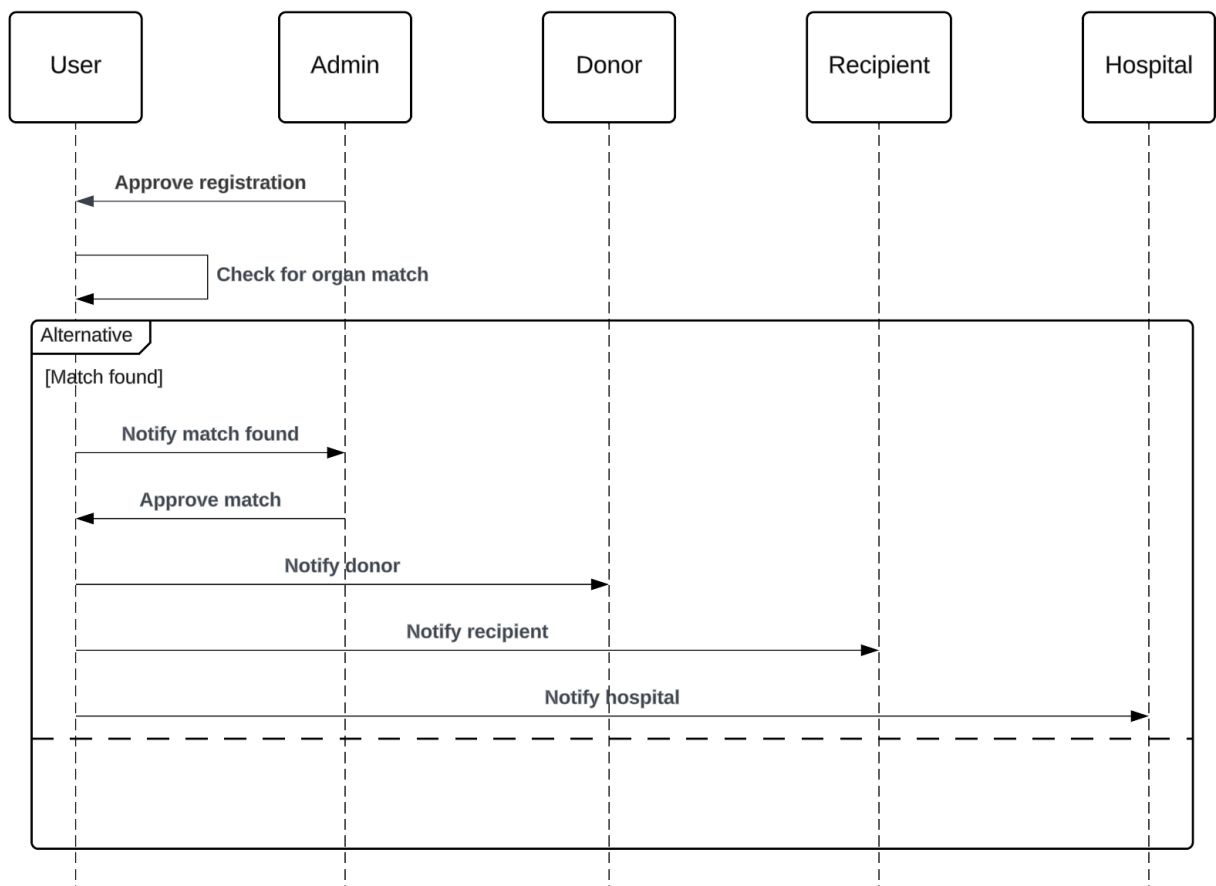 User
Admin
Donor
Recipient
Hospital
Approve registration
Check for organ match
Alternative
[Match found]
Notify match found
Approve match
Notify donor
Notify recipient
Notify hospital